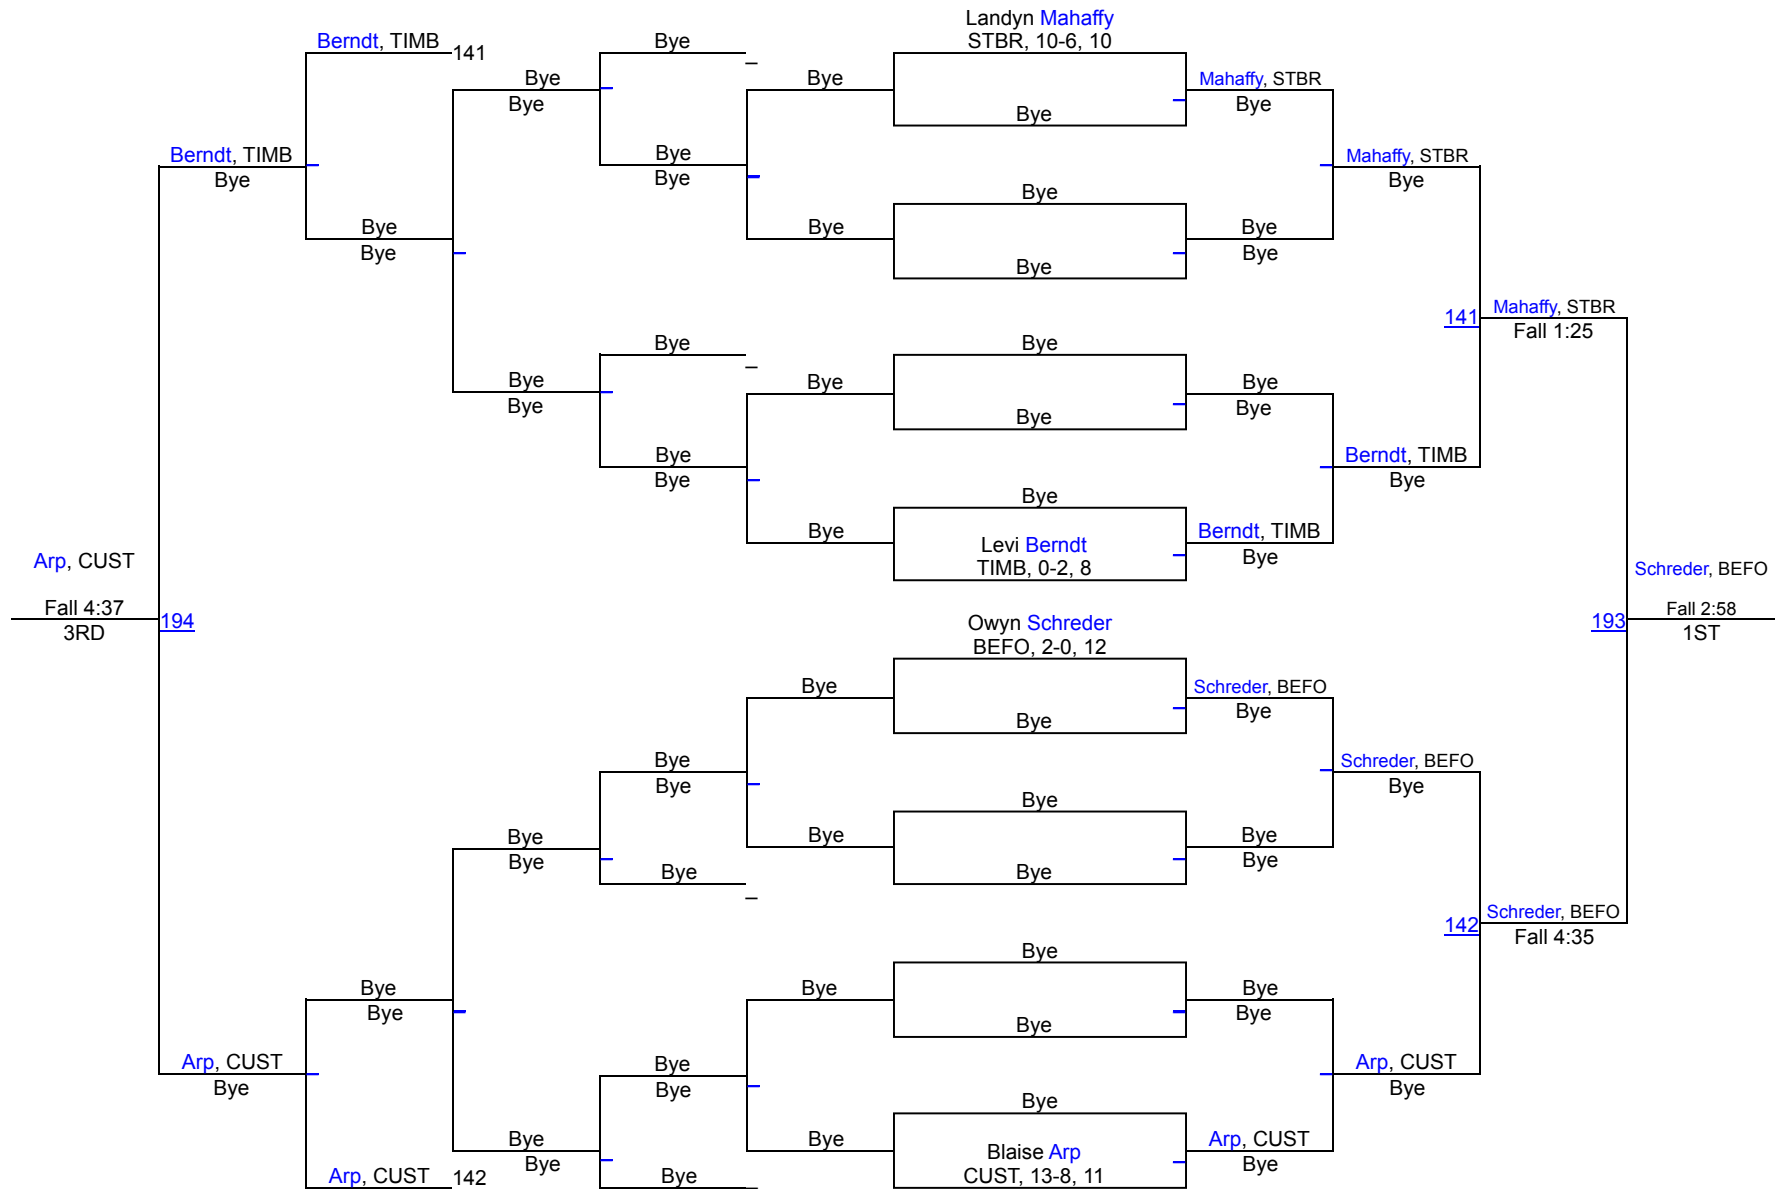 Landyn Mahaffy
STBR, 10-6, 10
Berndt, TIMB
141
Bye
_
Bye
Bye
Bye
Mahaffy, STBR
Bye
Bye
Bye
Bye
Berndt, TIMB
Bye
Mahaffy, STBR
Bye
Bye
Bye
Bye
Bye
Bye
Bye
Bye
Bye
141
Mahaffy, STBR
Fall 1:25
Bye
_
Bye
Bye
Bye
Bye
Bye
Bye
Bye
Bye
Bye
Bye
Berndt, TIMB
Bye
Bye
Bye
Levi Berndt
TIMB, 0-2, 8
Berndt, TIMB
Bye
Arp, CUST
Fall 4:37
3RD
194
Schreder, BEFO
Fall 2:58
1ST
193
Owyn Schreder
BEFO, 2-0, 12
Bye
Bye
Schreder, BEFO
Bye
Bye
Bye
Schreder, BEFO
Bye
Bye
Bye
Bye
Bye
Bye
Bye
Bye
Bye
_
142
Schreder, BEFO
Fall 4:35
Bye
Bye
Bye
Bye
Bye
Bye
Bye
Arp, CUST
Bye
Bye
Bye
Arp, CUST
Bye
Bye
Bye
Bye
Bye
Blaise Arp
CUST, 13-8, 11
Arp, CUST
Bye
Arp, CUST
142
Bye
_